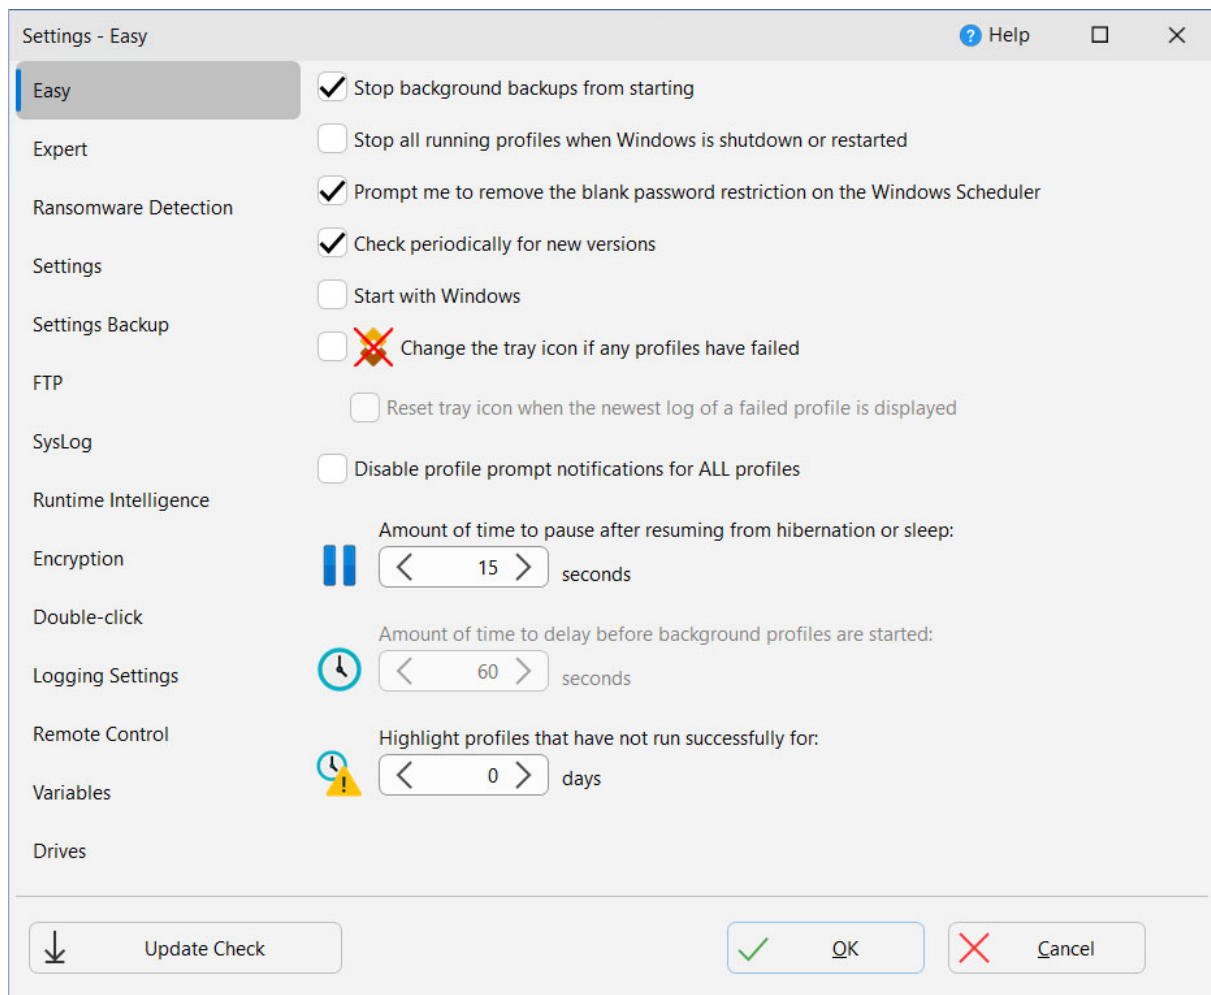 Settings - Easy
Help
Easy
Expert
Ransomware Detection
Settings
Settings Backup
FTP
SysLog
Runtime Intelligence
Encryption
Double-click
Logging Settings
Remote Control
Variables
Drives
Stop background backups from starting
Stop all running profiles when Windows is shutdown or restarted
Prompt me to remove the blank password restriction on the Windows Scheduler
Check periodically for new versions
Start with Windows
Change the tray icon if any profiles have failed
Reset tray icon when the newest log of a failed profile is displayed
Disable profile prompt notifications for ALL profiles
Amount of time to pause after resuming from hibernation or sleep:
15 seconds
Amount of time to delay before background profiles are started:
60 seconds
Highlight profiles that have not run successfully for:
0 days
Update Check
OK
Cancel